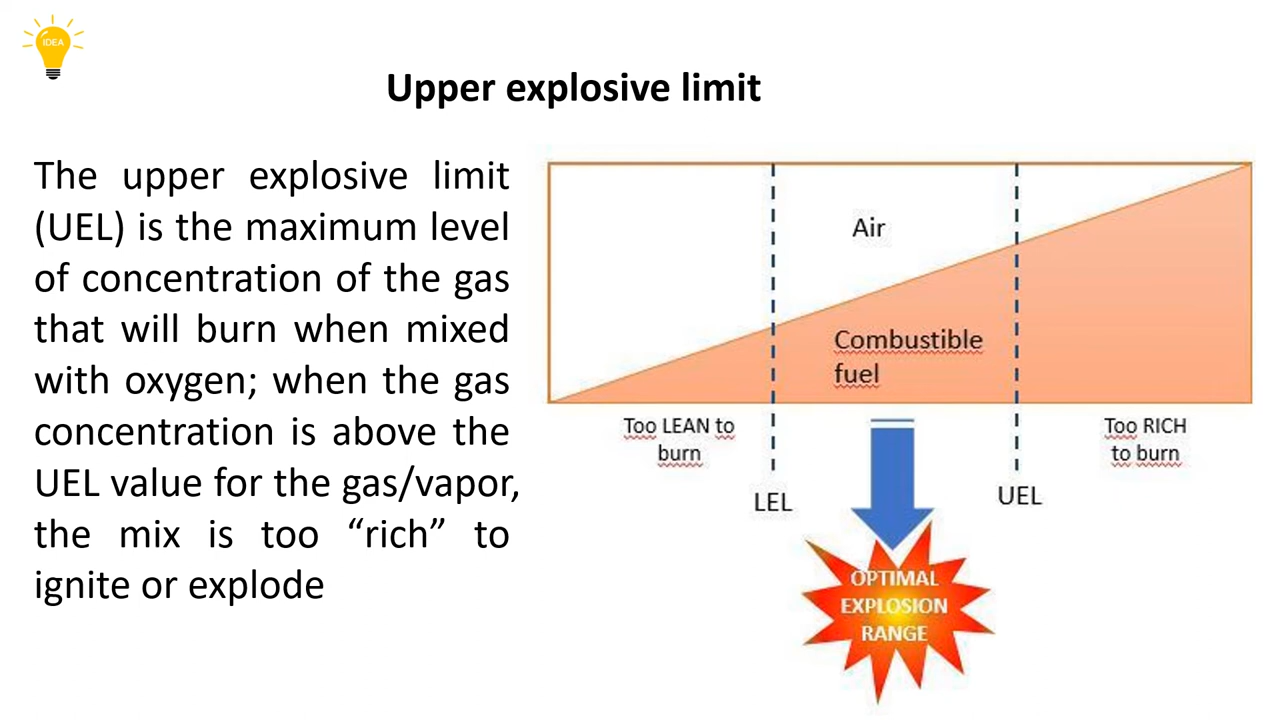 IDEA
Upper explosive limit
The upper explosive limit
(UEL) is the maximum level
of concentration of the gas
that will burn when mixed
with oxygen; when the gas
concentration is above the
UEL value for the gas/vapor,
the mix is too “rich” to
ignite or explode
Air
Combustible
fuel
Too LEAN to
burn
Too RICH
to burn
LEL
UEL
OPTIMAL
EXPLOSION
RANGE